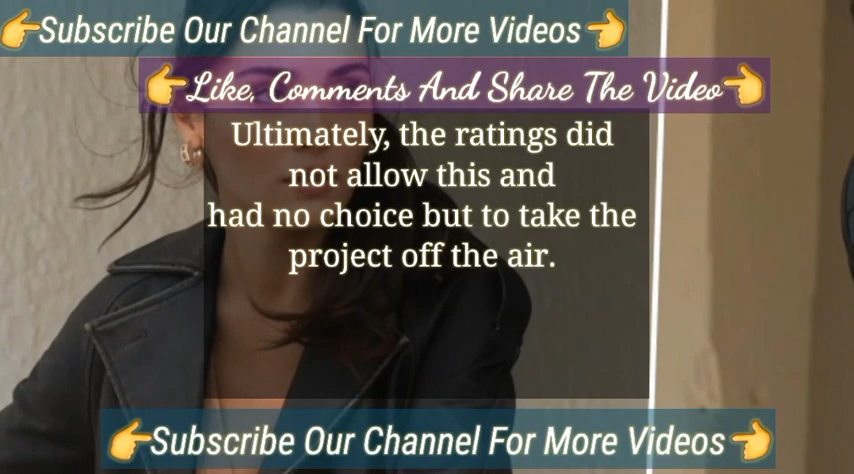 👉Subscribe Our Channel For More Videos👈
👉Like, Comments And Share The Video👈
Ultimately, the ratings did
not allow this and
had no choice but to take the
project off the air.
👉Subscribe Our Channel For More Videos👈